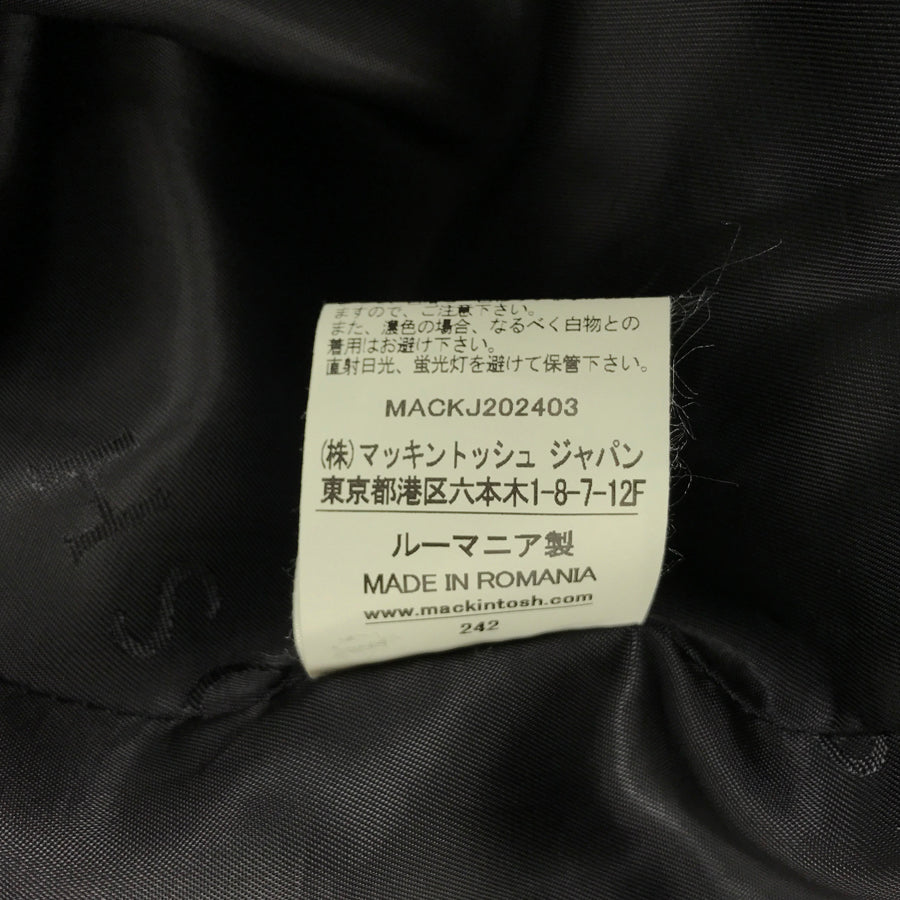 ますので、ご注意下さい。
また、濃色の場合、なるべく白物との
着用はお避け下さい。
直射日光、蛍光灯を避けて保管下さい。
MACKJ202403
(株)マッキントッシュ ジャパン
東京都港区六本木1-8-7-12F
ルーマニア製
MADE IN ROMANIA
www.mackintosh.com
242